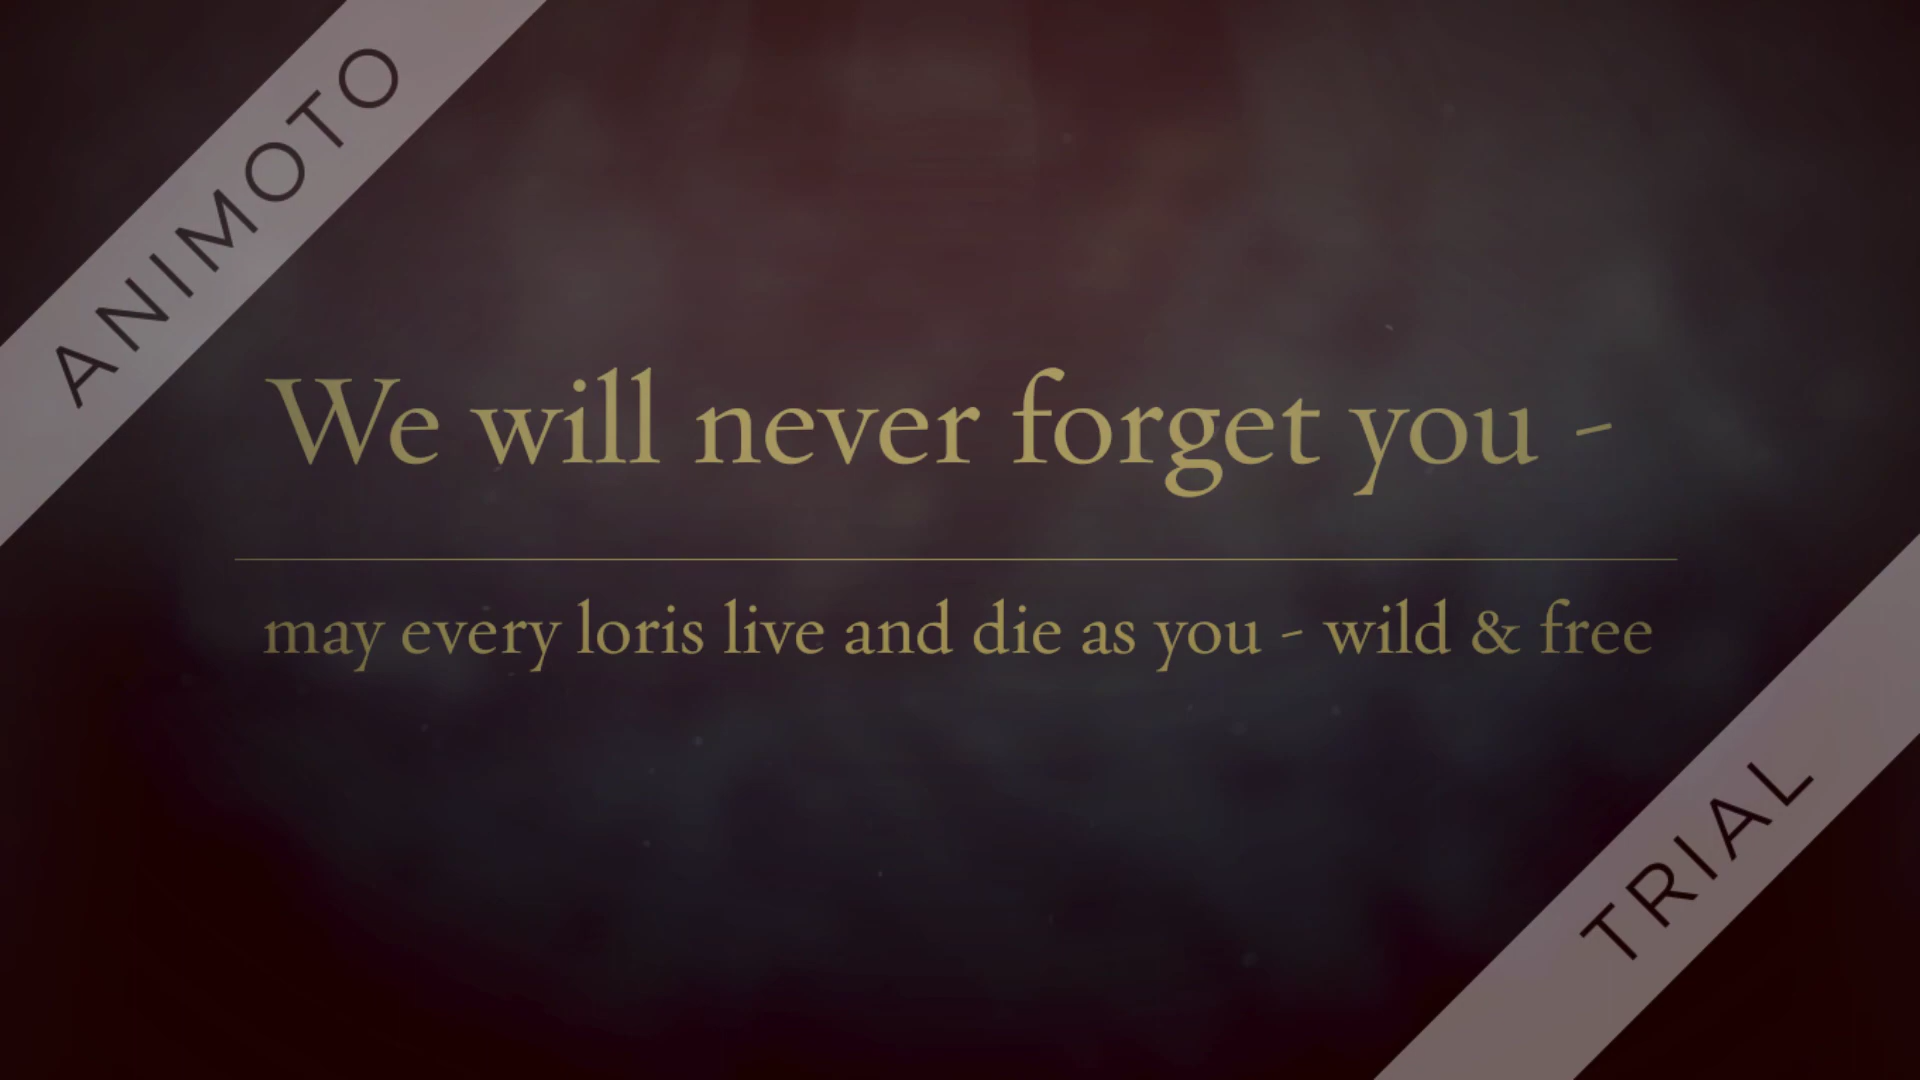 ANIMOTO
We will never forget you -
may every loris live and die as you - wild & free
TRIAL